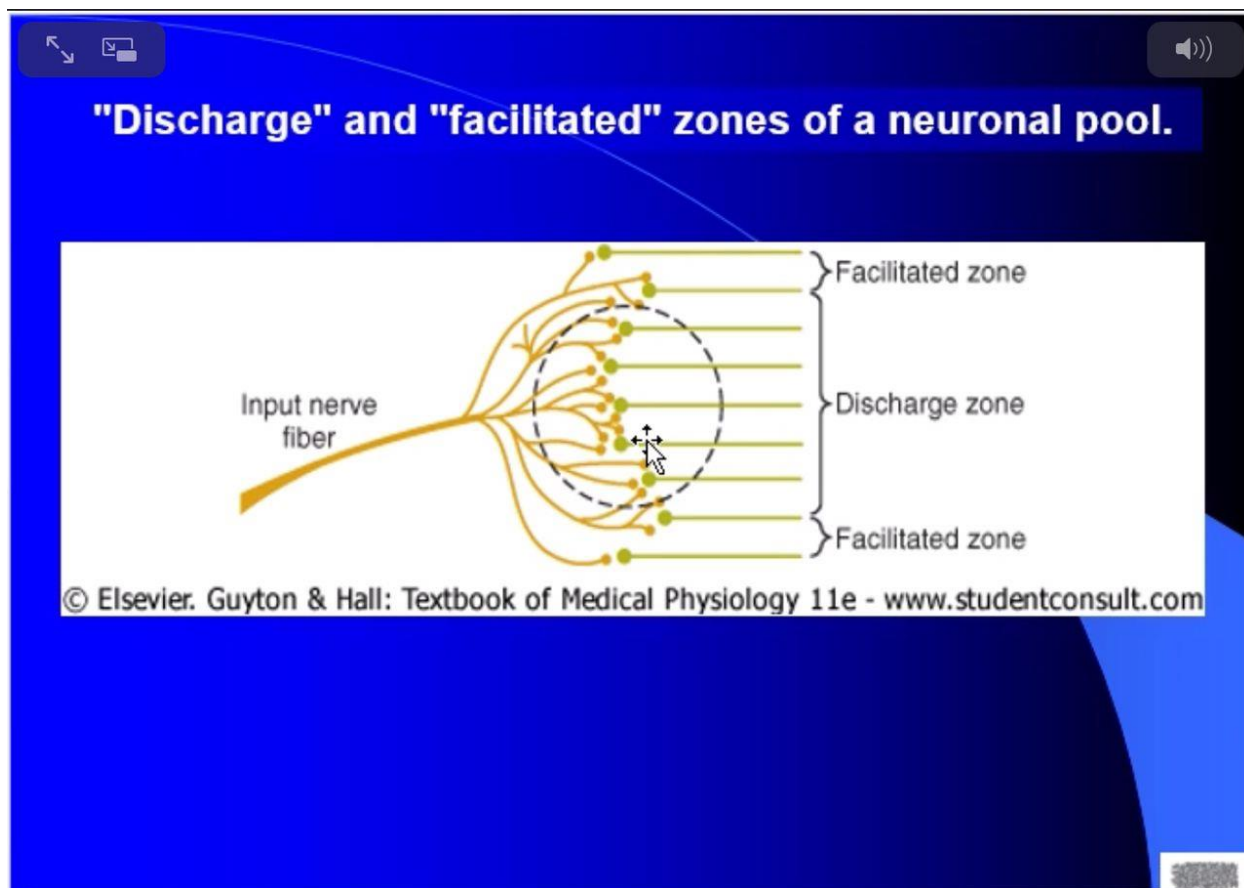 "Discharge" and "facilitated" zones of a neuronal pool.
Facilitated zone
Input nerve
fiber
Discharge zone
Facilitated zone
© Elsevier. Guyton & Hall: Textbook of Medical Physiology 11e - www.studentconsult.com